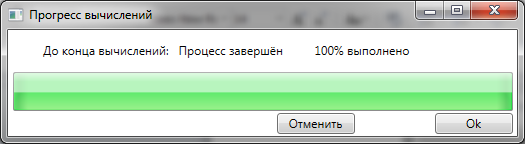 Прогресс вычислений
До конца вычислений: Процесс завершён 100% выполнено
Отменить Ok